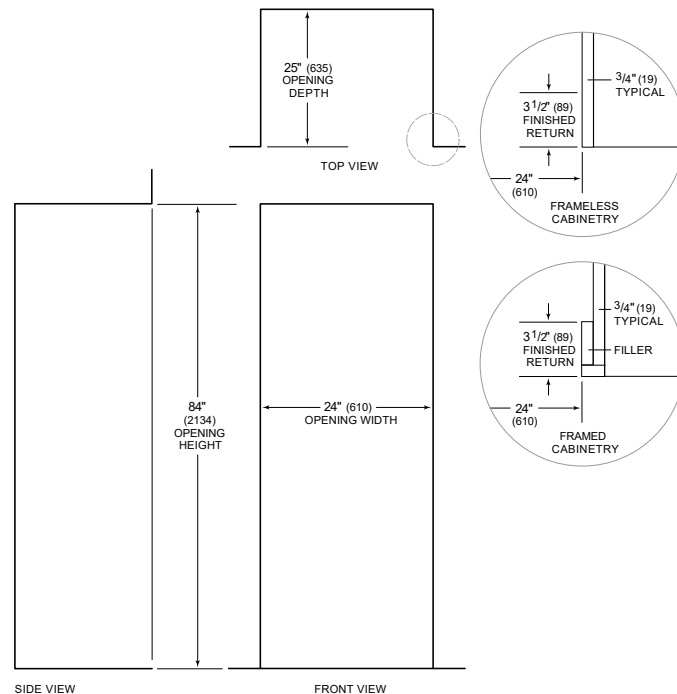 25" (635)
OPENING
DEPTH
TOP VIEW
3/4" (19)
TYPICAL
3 1/2" (89)
FINISHED
RETURN
24"
(610)
FRAMELESS
CABINETRY
3/4" (19)
TYPICAL
3 1/2" (89)
FINISHED
RETURN
FILLER
24"
(610)
FRAMED
CABINETRY
84"
(2134)
OPENING
HEIGHT
24" (610)
OPENING WIDTH
SIDE VIEW
FRONT VIEW